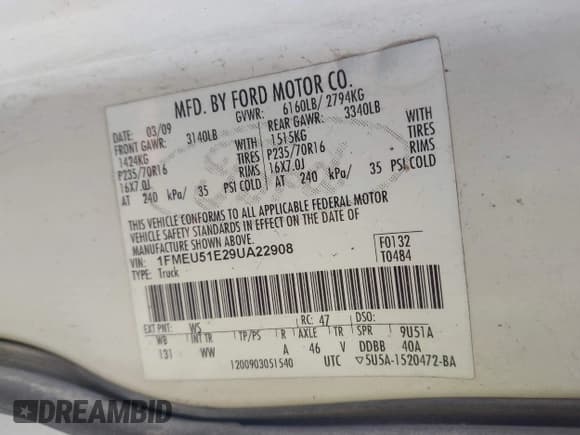 MFD. BY FORD MOTOR CO.
DATE: 03/09 GVWR: 6160LB/ 2794KG
FRONT GAWR: 3140LB REAR GAWR: 3340LB
1424KG WITH 1515KG WITH
P235/70R16 TIRES P235/70R16 TIRES
16X7.0J RIMS 16X7.0J RIMS
AT 240 kPa/ 35 PSI COLD AT 240 kPa/ 35 PSI COLD
THIS VEHICLE CONFORMS TO ALL APPLICABLE FEDERAL MOTOR
VEHICLE SAFETY STANDARDS IN EFFECT ON THE DATE OF
MANUFACTURE SHOWN ABOVE.
VIN: 1FMEU51E29UA22908 F0132
TYPE: Truck T0484
EXT PNT: WS RC: 47 DSO:
WB INT TR TP/PS R AXLE TR SPR 9U51A
131 WW A 46 V DDBB 40A
1200903051540 UTC ▽5U5A-1520472-BA
DREAMBID